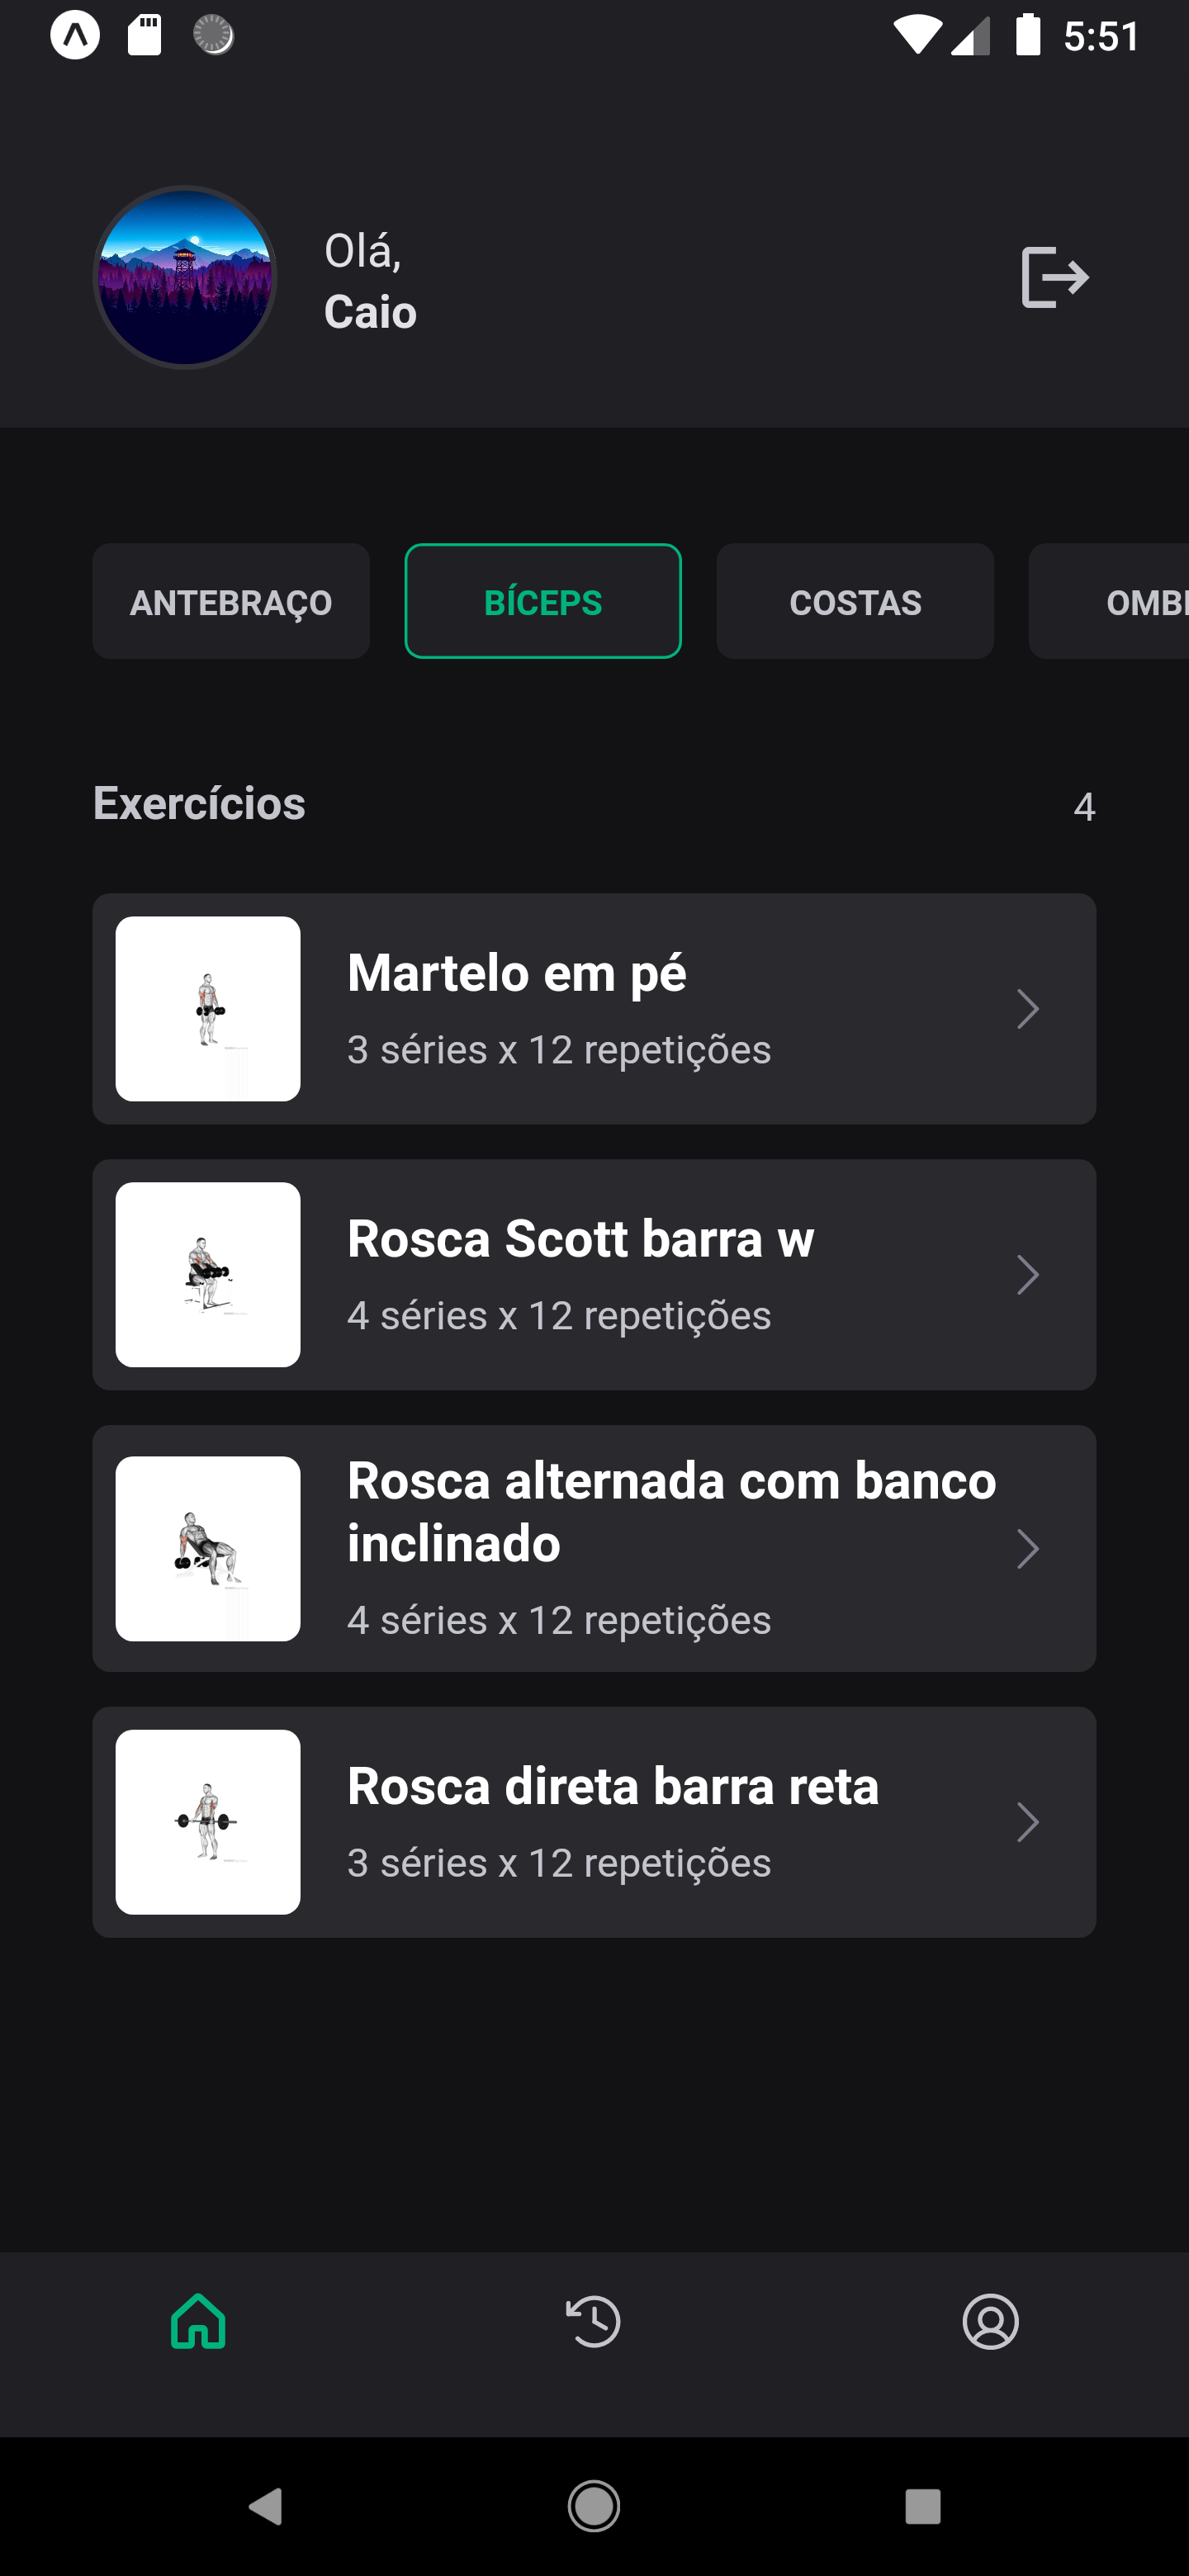 5:51
Olá,
Caio
ANTEBRAÇO
BÍCEPS
COSTAS
OMB
Exercícios
4
Martelo em pé
3 séries x 12 repetições
Rosca Scott barra w
4 séries x 12 repetições
Rosca alternada com banco
inclinado
4 séries x 12 repetições
Rosca direta barra reta
3 séries x 12 repetições